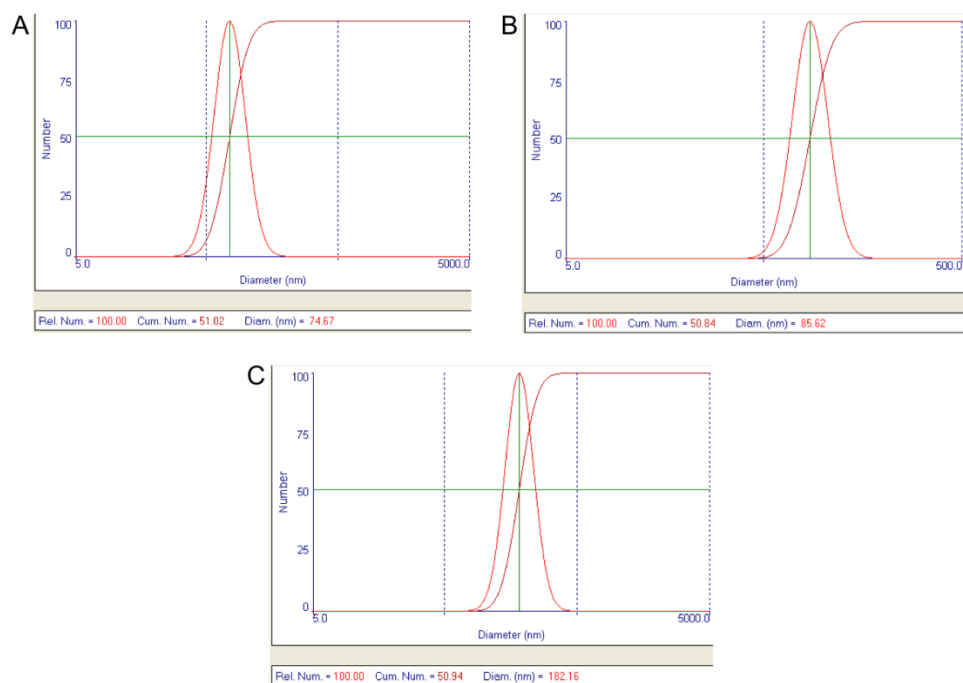 A
100
75
50
25
0
Number
5.0
5000.0
Diameter (nm)
Rel. Num. = 100.00 Cum. Num. = 51.02 Diam. (nm) = 74.67
B
100
75
50
25
0
Number
5.0
500.0
Diameter (nm)
Rel. Num. = 100.00 Cum. Num. = 50.84 Diam. (nm) = 85.62
C
100
75
50
25
0
Number
5.0
5000.0
Diameter (nm)
Rel. Num. = 100.00 Cum. Num. = 50.94 Diam. (nm) = 182.16